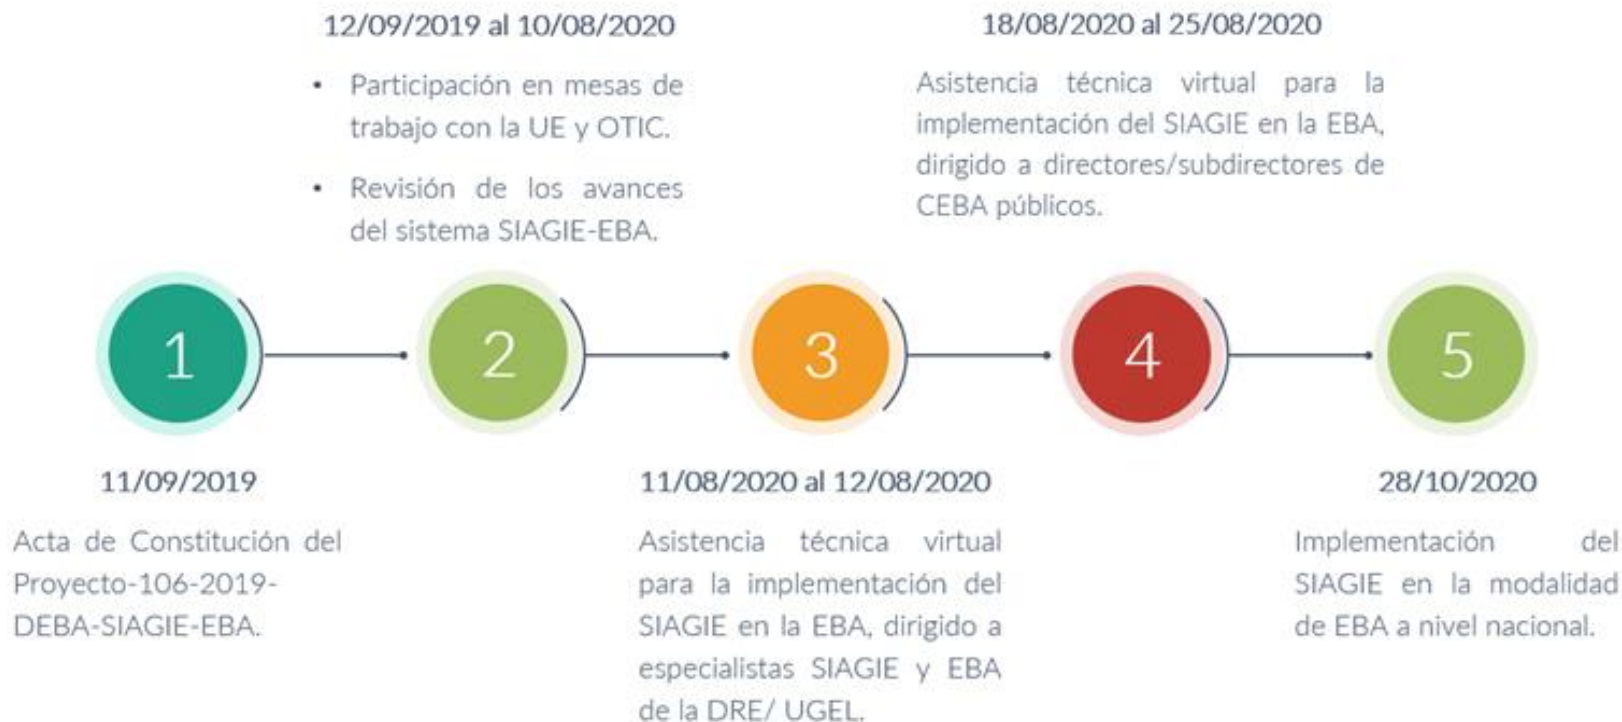 12/09/2019 al 10/08/2020
• Participación en mesas de
trabajo con la UE y OTIC.
• Revisión de los avances
del sistema SIAGIE-EBA.
18/08/2020 al 25/08/2020
Asistencia técnica virtual para la
implementación del SIAGIE en la EBA,
dirigido a directores/subdirectores de
CEBA públicos.
1
2
3
4
5
11/09/2019
Acta de Constitución del
Proyecto-106-2019-
DEBA-SIAGIE-EBA.
11/08/2020 al 12/08/2020
Asistencia técnica virtual
para la implementación del
SIAGIE en la EBA, dirigido a
especialistas SIAGIE y EBA
de la DRE/ UGEL.
28/10/2020
Implementación del
SIAGIE en la modalidad
de EBA a nivel nacional.